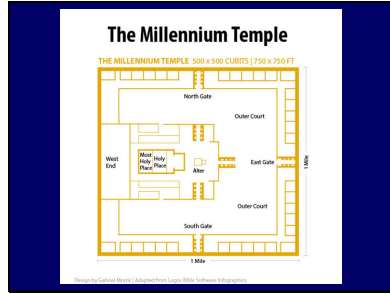 The Millennium Temple
THE MILLENNIUM TEMPLE 500 x 500 CUBITS | 750 x 750 FT
North Gate
Outer Court
West
End
Most
Holy
Place
Holy
Place
Alter
East Gate
1 Mile
Outer Court
South Gate
1 Mile
Design by Gabriel Morris | Adapted from Logos Bible Software Infographics